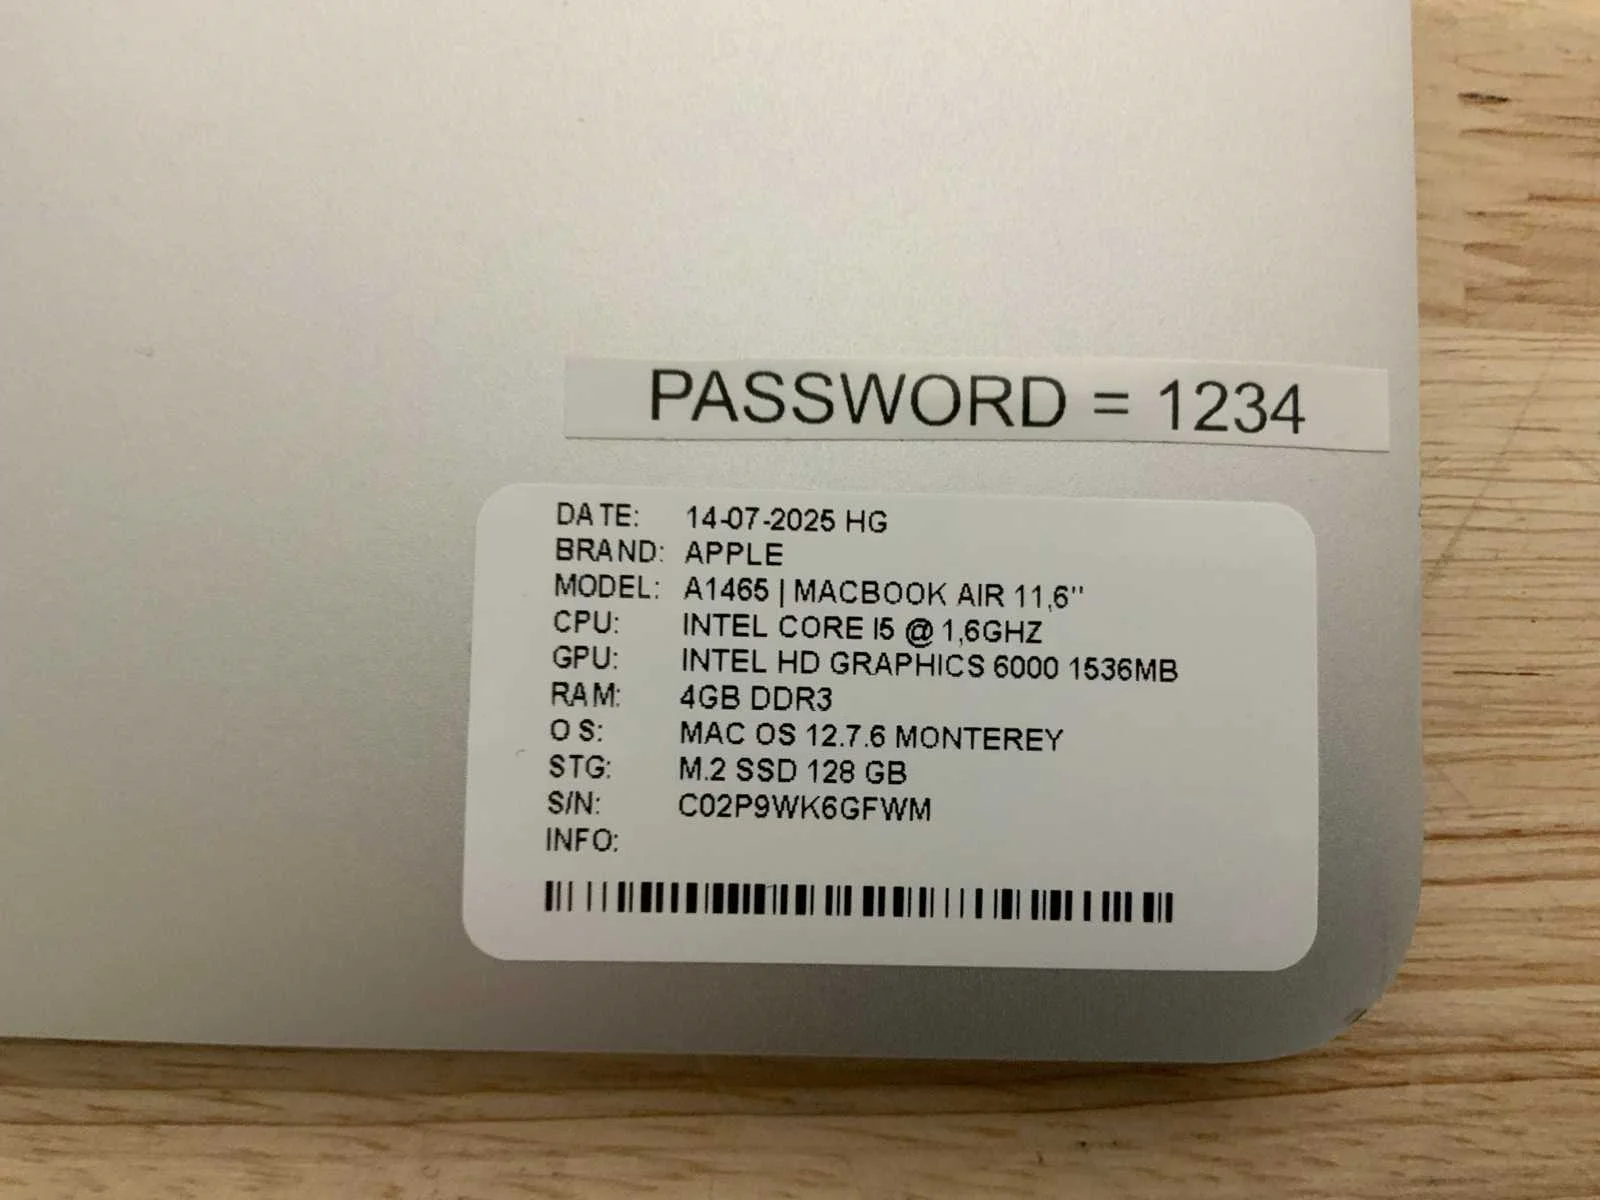 PASSWORD = 1234
DATE: 14-07-2025 HG
BRAND: APPLE
MODEL: A1465 | MACBOOK AIR 11,6"
CPU: INTEL CORE I5 @ 1,6GHZ
GPU: INTEL HD GRAPHICS 6000 1536MB
RAM: 4GB DDR3
OS: MAC OS 12.7.6 MONTEREY
STG: M.2 SSD 128 GB
S/N: C02P9WK6GFWM
INFO: